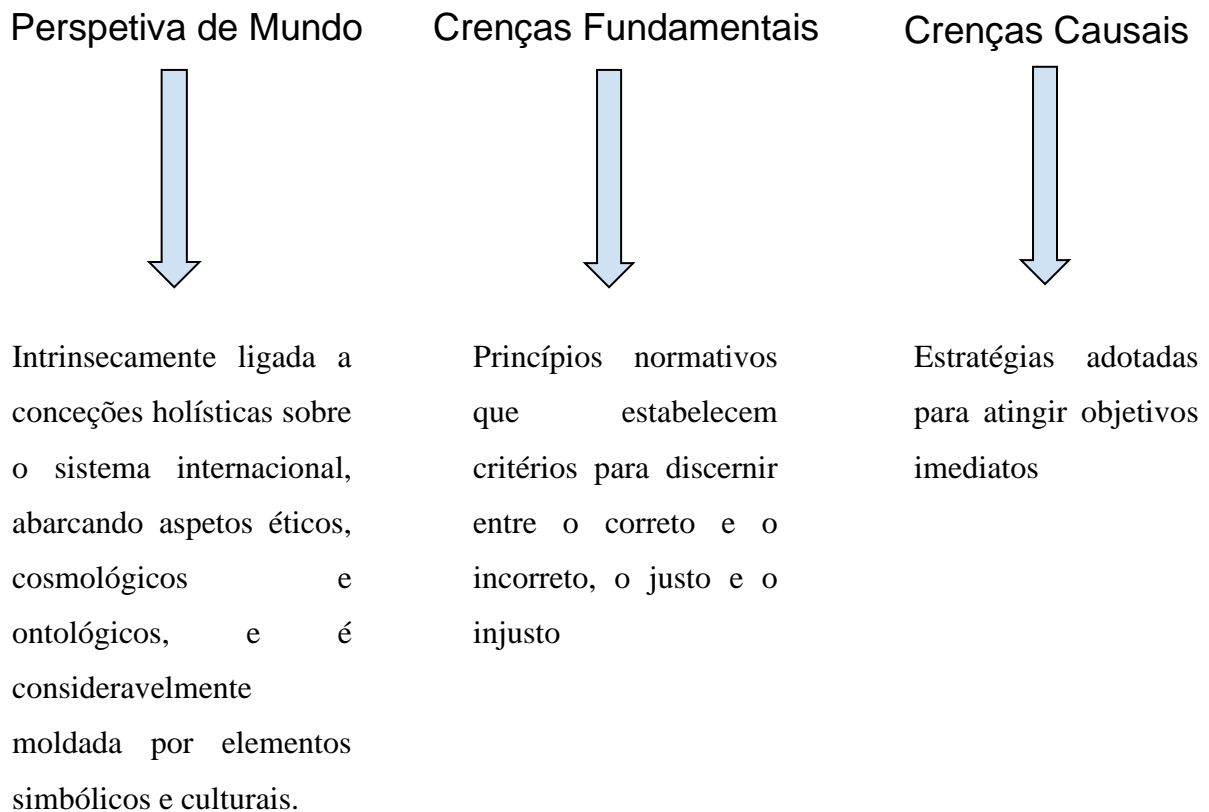 Perspetiva de Mundo
Crenças Fundamentais
Crenças Causais
Intrinsecamente ligada a
conceções holísticas sobre
o sistema internacional,
abarcando aspetos éticos,
cosmológicos e
ontológicos, e é
consideravelmente
moldada por elementos
simbólicos e culturais.
Princípios normativos
que estabelecem
critérios para discernir
entre o correto e o
incorreto, o justo e o
injusto
Estratégias adotadas
para atingir objetivos
imediatos